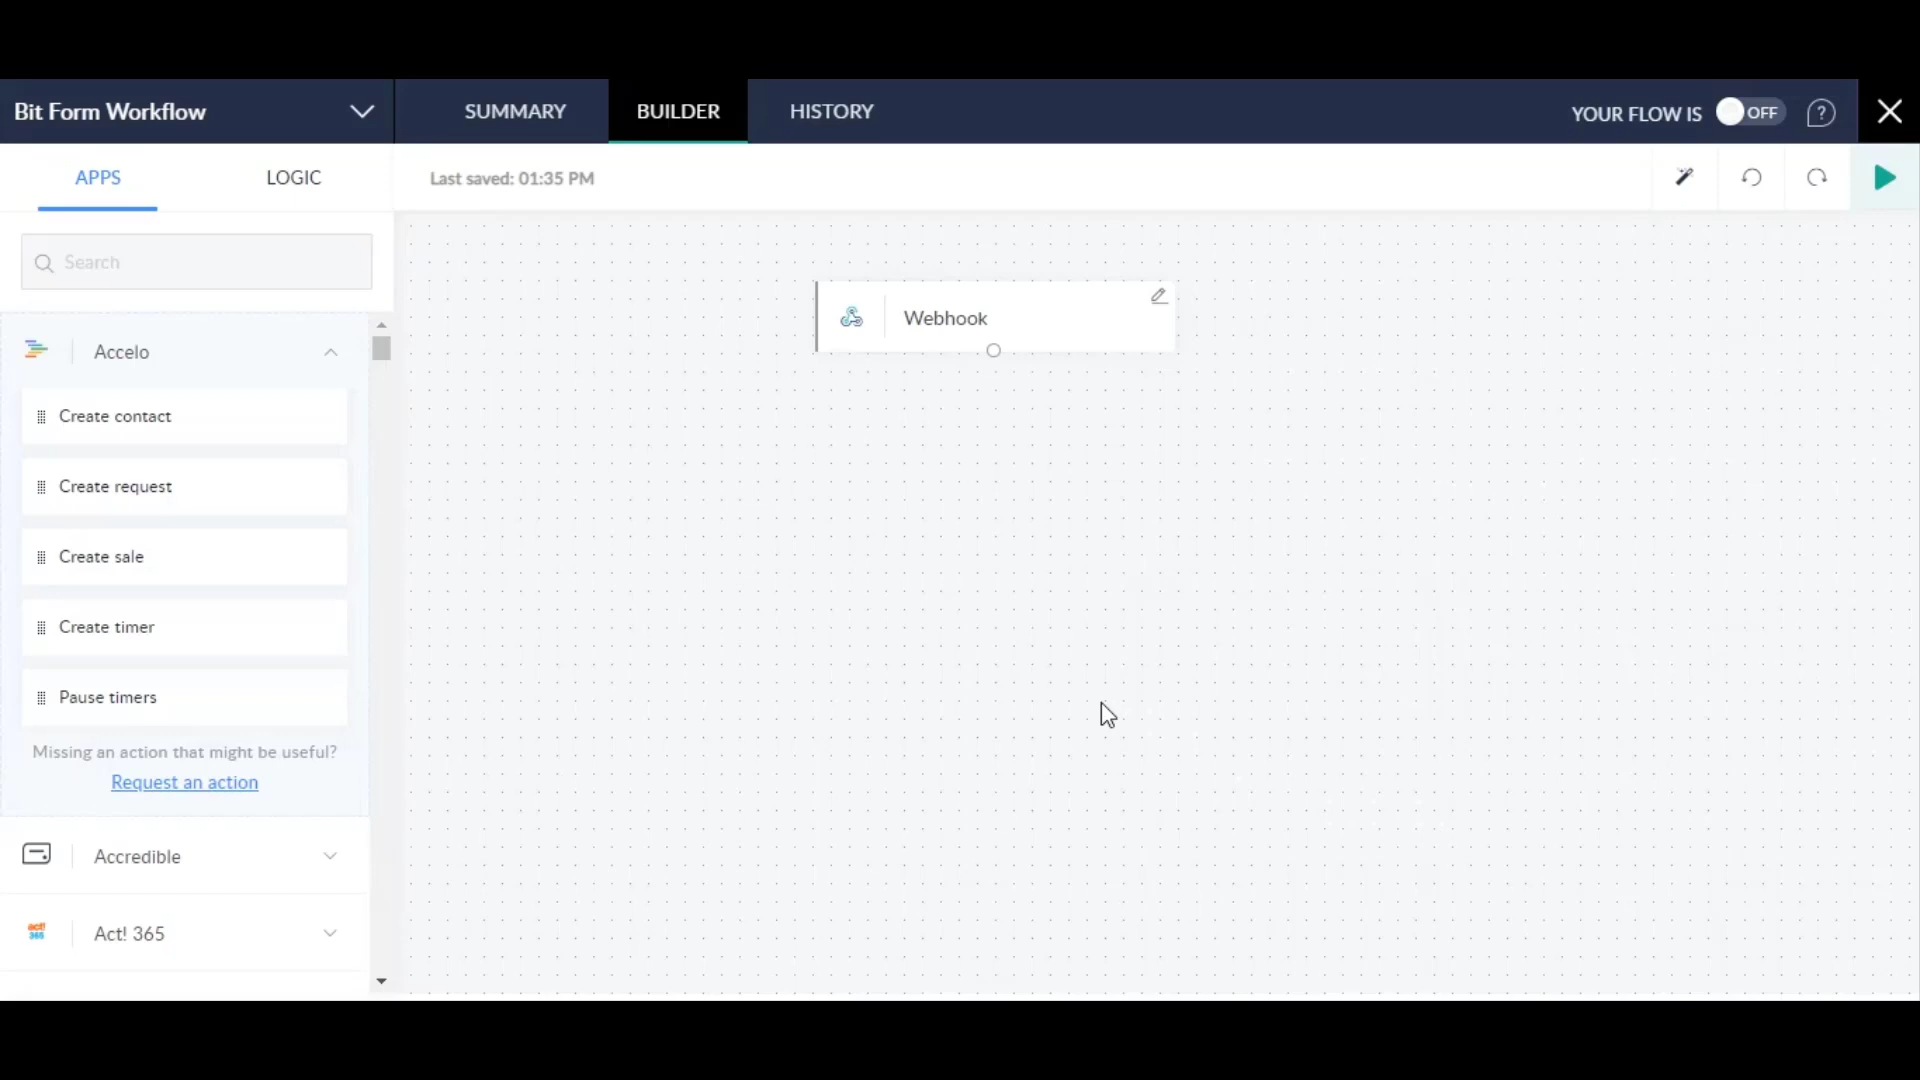 Bit Form Workflow
SUMMARY
BUILDER
HISTORY
YOUR FLOW IS
OFF
?
APPS
LOGIC
Last saved: 01:35 PM
Search
Webhook
Accelo
Create contact
Create request
Create sale
Create timer
Pause timers
Missing an action that might be useful?
Request an action
Accredible
act!
365
Act! 365